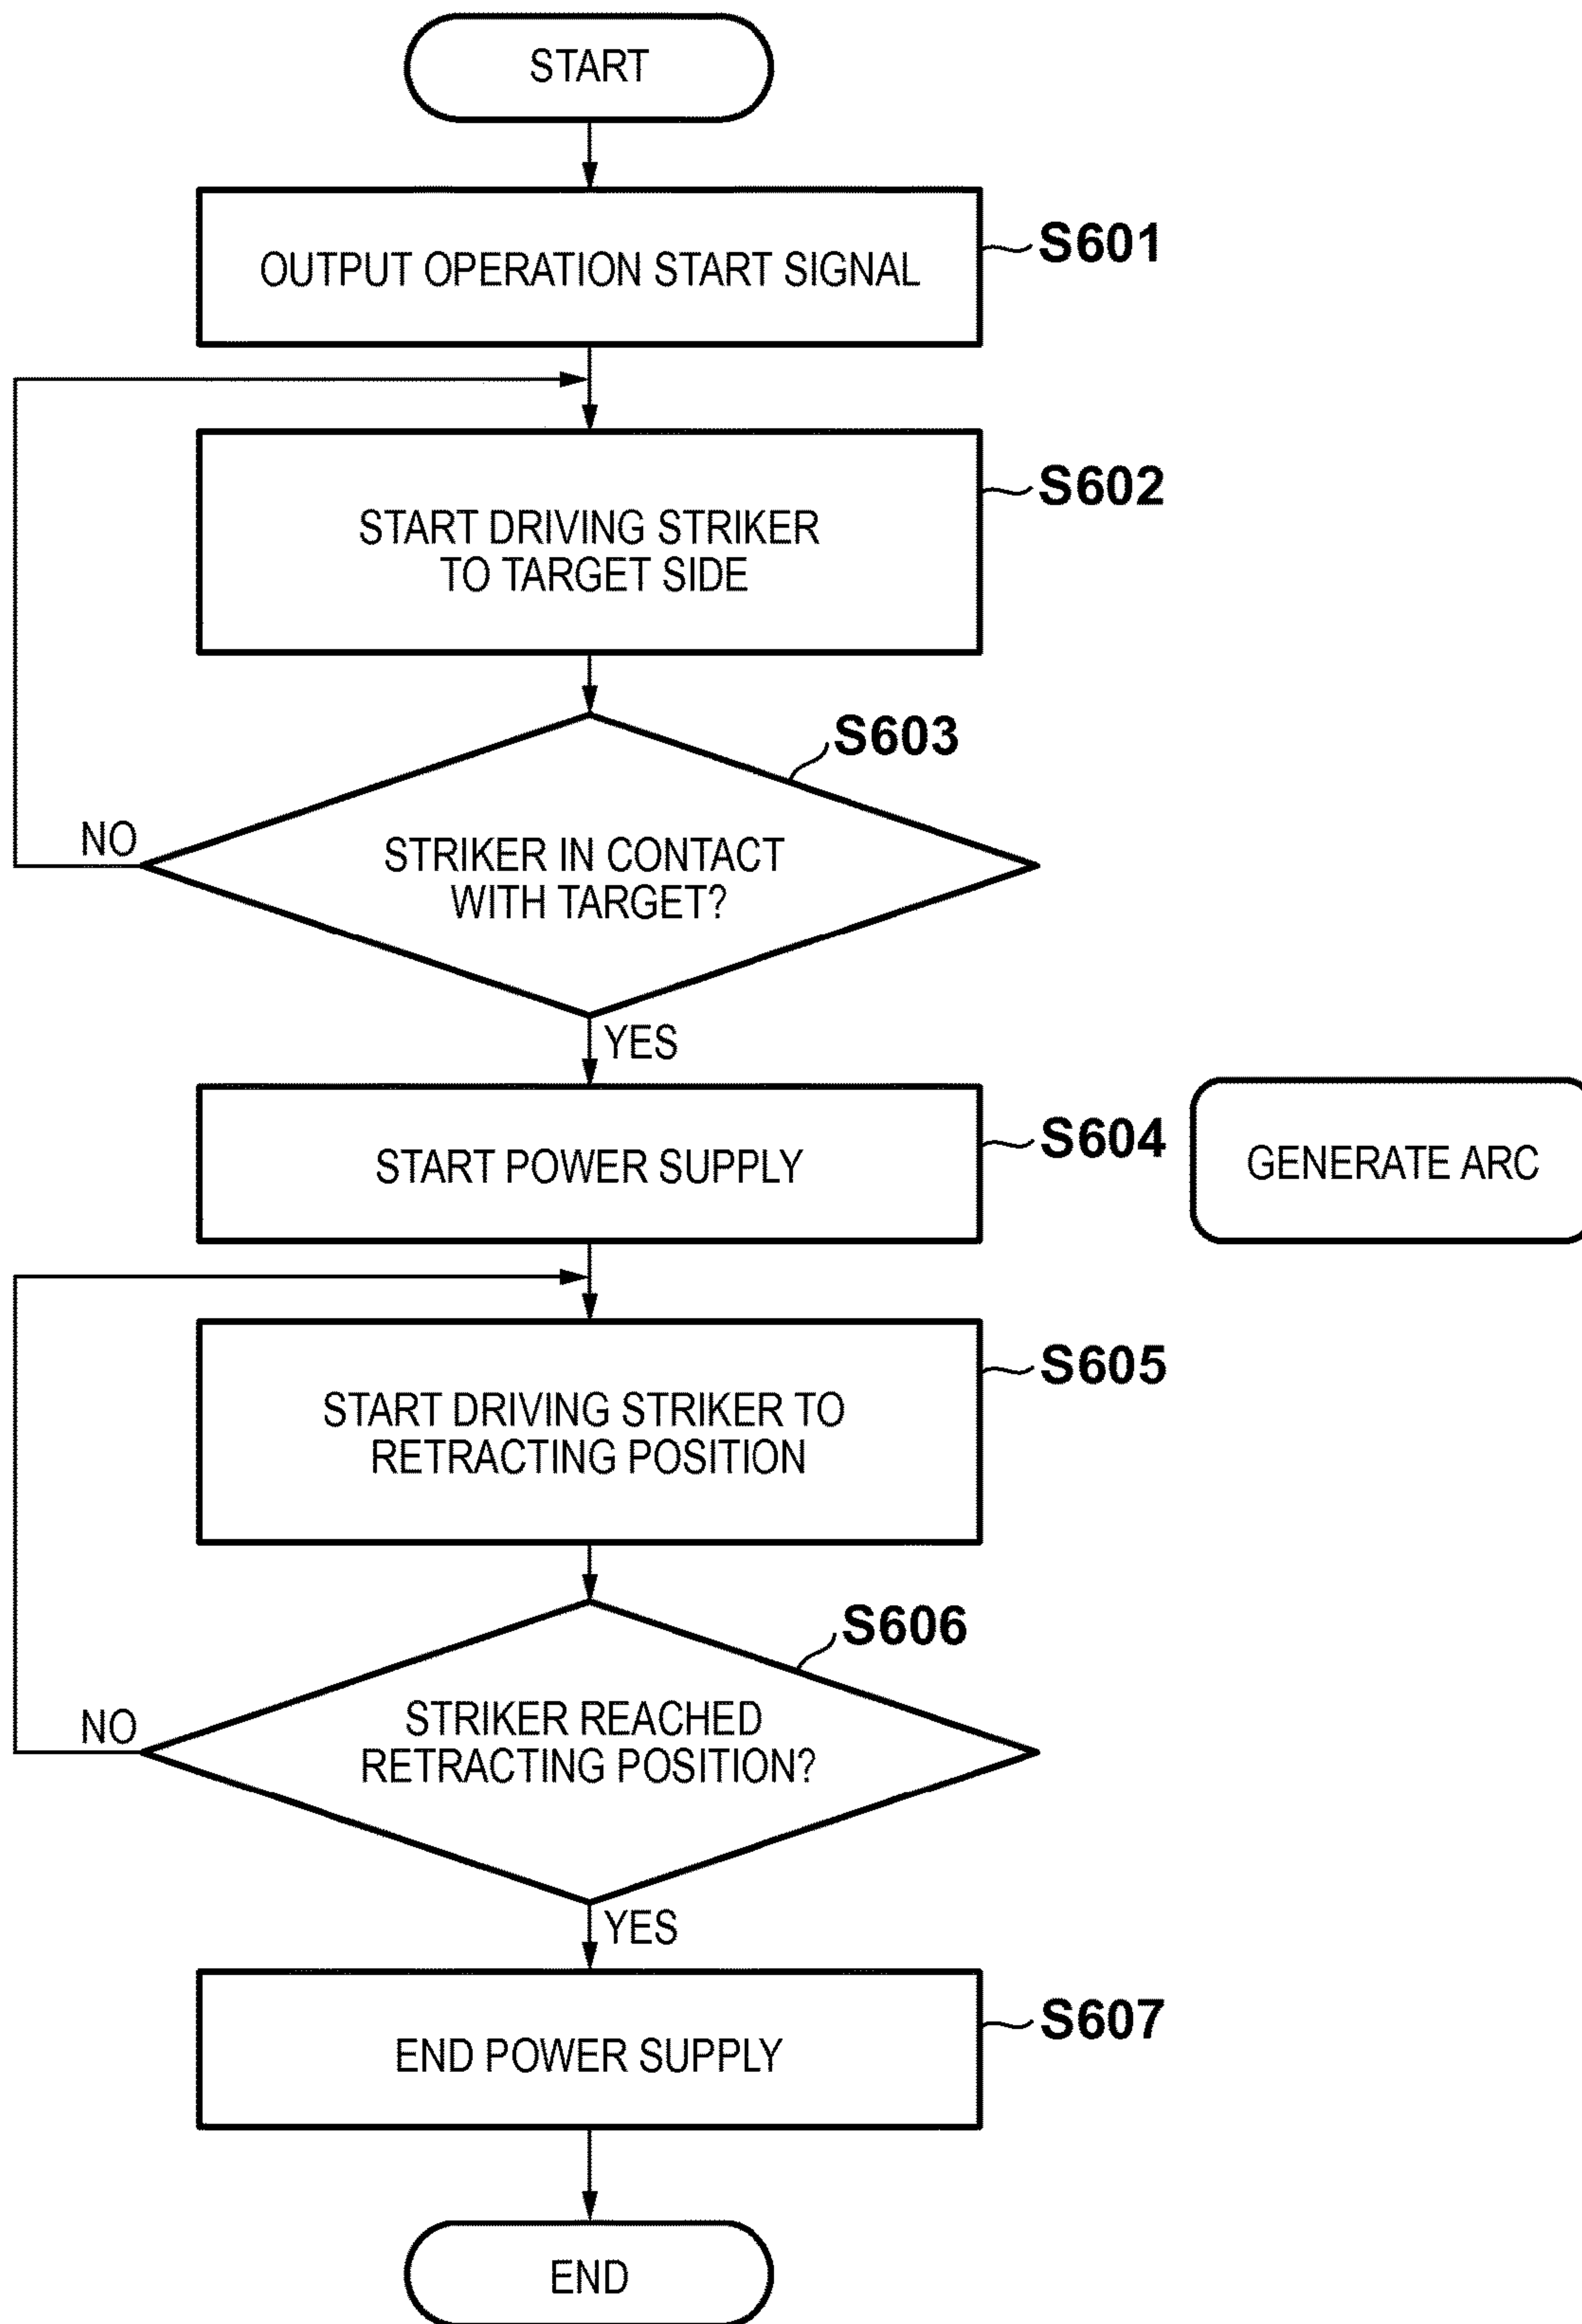 START
OUTPUT OPERATION START SIGNAL
S601
START DRIVING STRIKER
TO TARGET SIDE
S602
S603
STRIKER IN CONTACT
WITH TARGET?
NO
YES
START POWER SUPPLY
S604
GENERATE ARC
START DRIVING STRIKER TO
RETRACTING POSITION
S605
S606
STRIKER REACHED
RETRACTING POSITION?
NO
YES
END POWER SUPPLY
S607
END